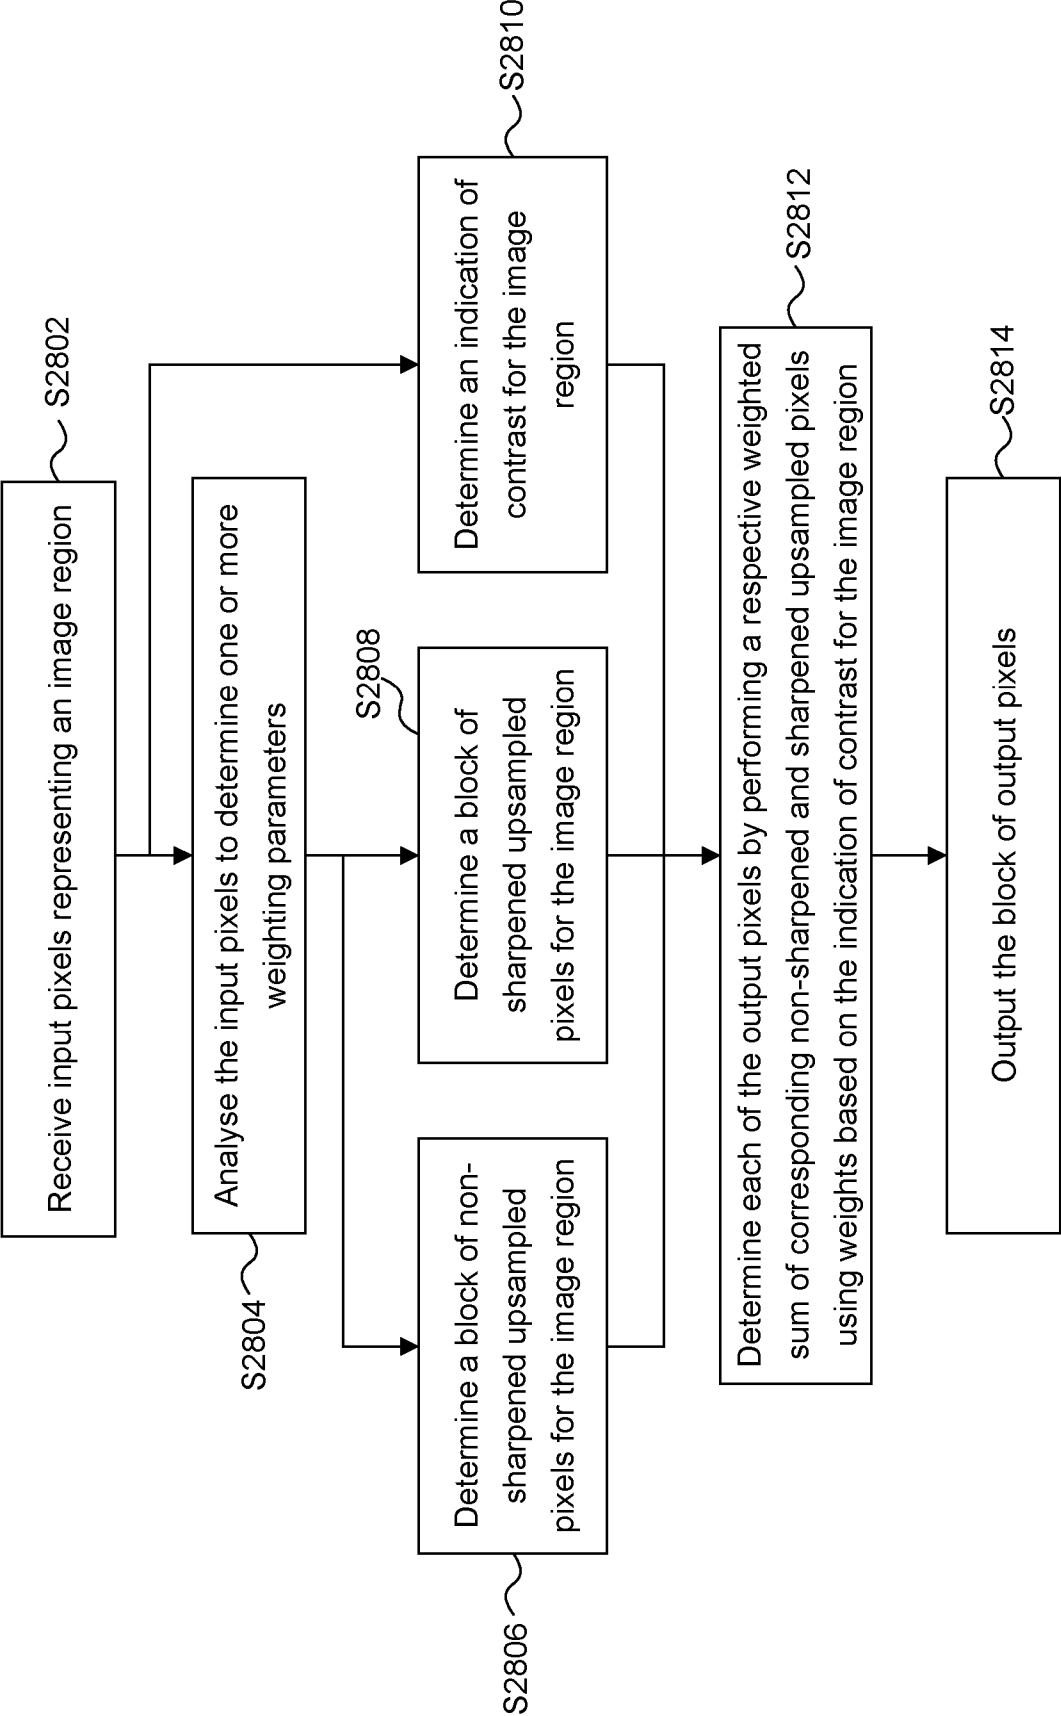 Receive input pixels representing an image region
S2802
Analyse the input pixels to determine one or more
weighting parameters
S2804
Determine a block of non-
sharpened upsampled
pixels for the image region
S2806
Determine a block of
sharpened upsampled
pixels for the image region
S2808
Determine an indication of
contrast for the image
region
S2810
Determine each of the output pixels by performing a respective weighted
sum of corresponding non-sharpened and sharpened upsampled pixels
using weights based on the indication of contrast for the image region
S2812
Output the block of output pixels
S2814